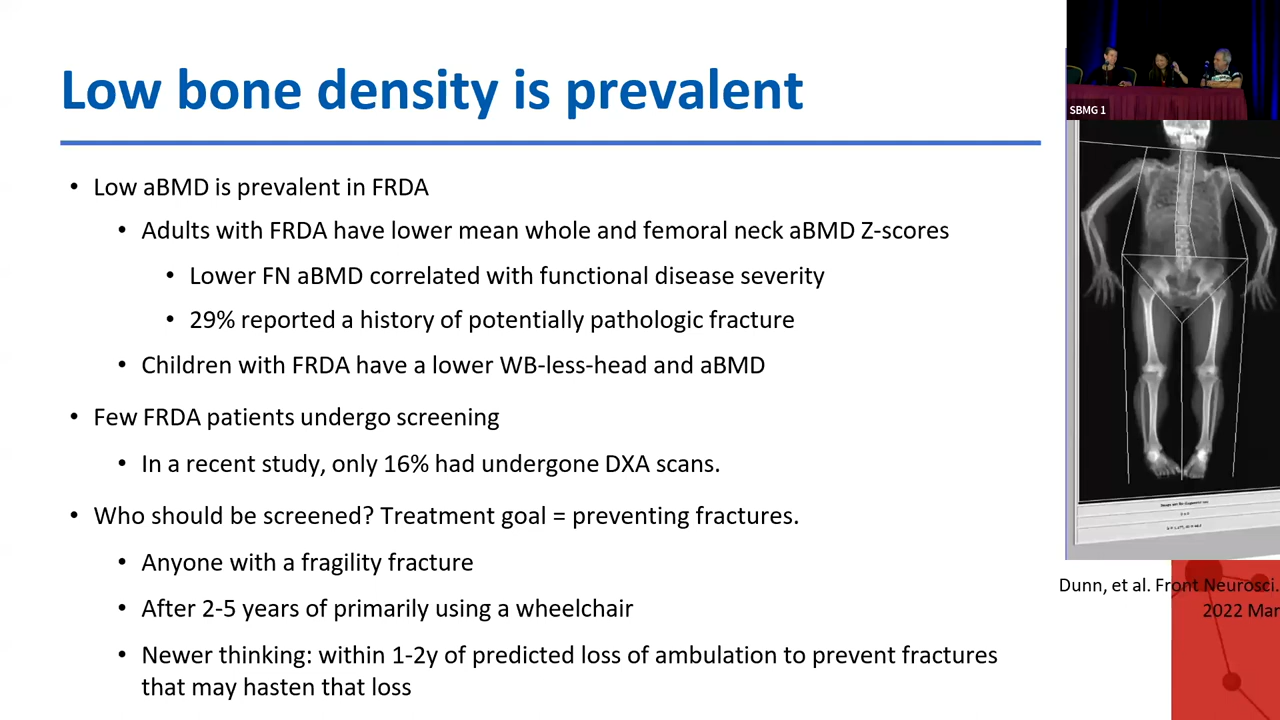 Low bone density is prevalent
SBMG 1
• Low aBMD is prevalent in FRDA
• Adults with FRDA have lower mean whole and femoral neck aBMD Z-scores
• Lower FN aBMD correlated with functional disease severity
• 29% reported a history of potentially pathologic fracture
• Children with FRDA have a lower WB-less-head and aBMD
• Few FRDA patients undergo screening
• In a recent study, only 16% had undergone DXA scans.
• Who should be screened? Treatment goal = preventing fractures.
• Anyone with a fragility fracture
• After 2-5 years of primarily using a wheelchair
• Newer thinking: within 1-2y of predicted loss of ambulation to prevent fractures
that may hasten that loss
Dunn, et al. Front Neurosci.
2022 Mar